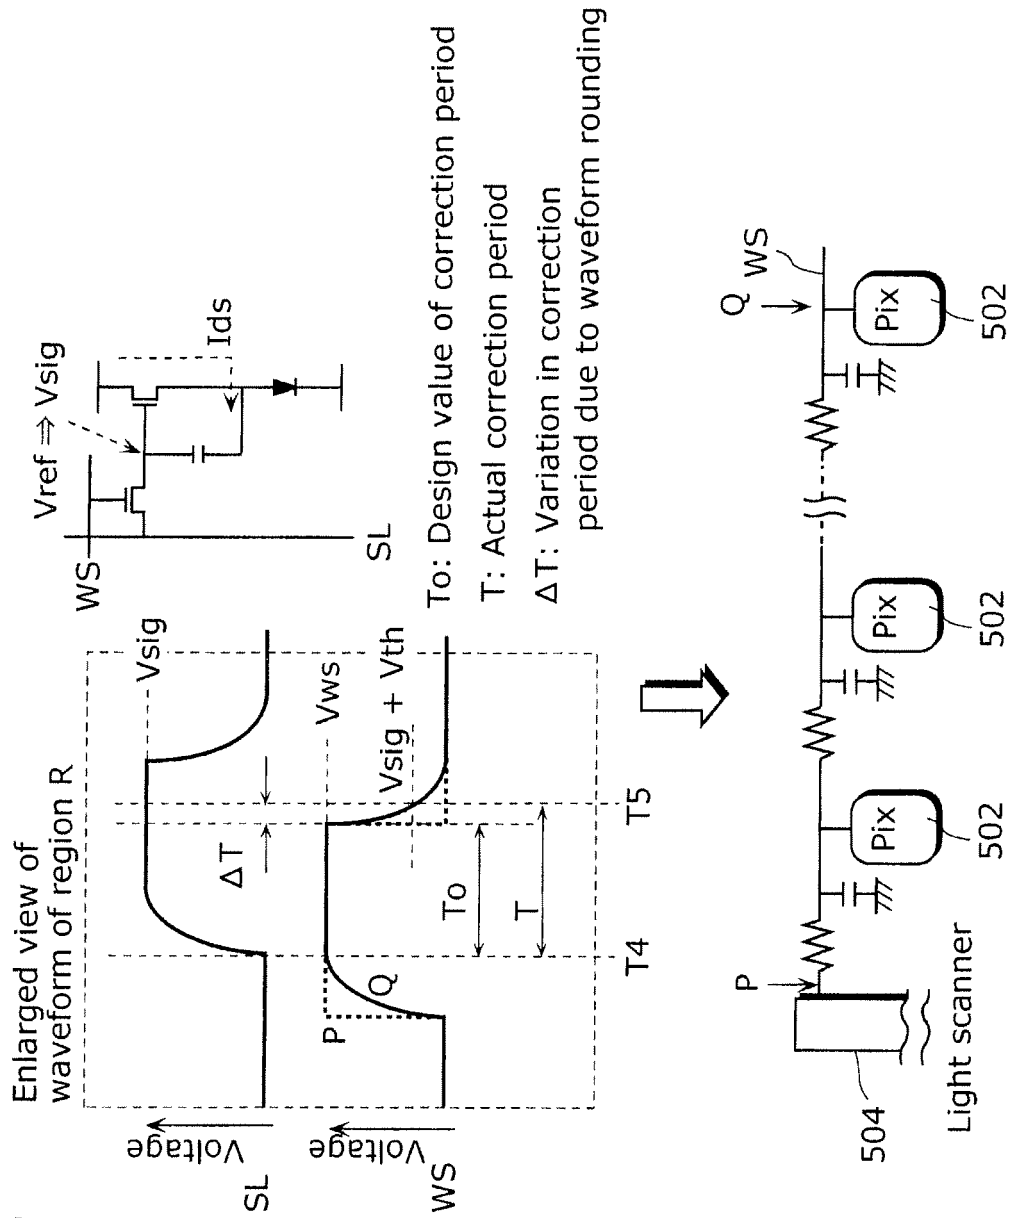 Enlarged view of
waveform of region R
Voltage
SL
Vsig
ΔT
Voltage
WS
P
Q
Vws
Vsig + Vth
To
T
T4
T5
WS
Vref ⇒ Vsig
Ids
SL
To: Design value of correction period
T: Actual correction period
ΔT: Variation in correction
period due to waveform rounding
P
Q
WS
Pix
Pix
Pix
502
502
502
504
Light scanner